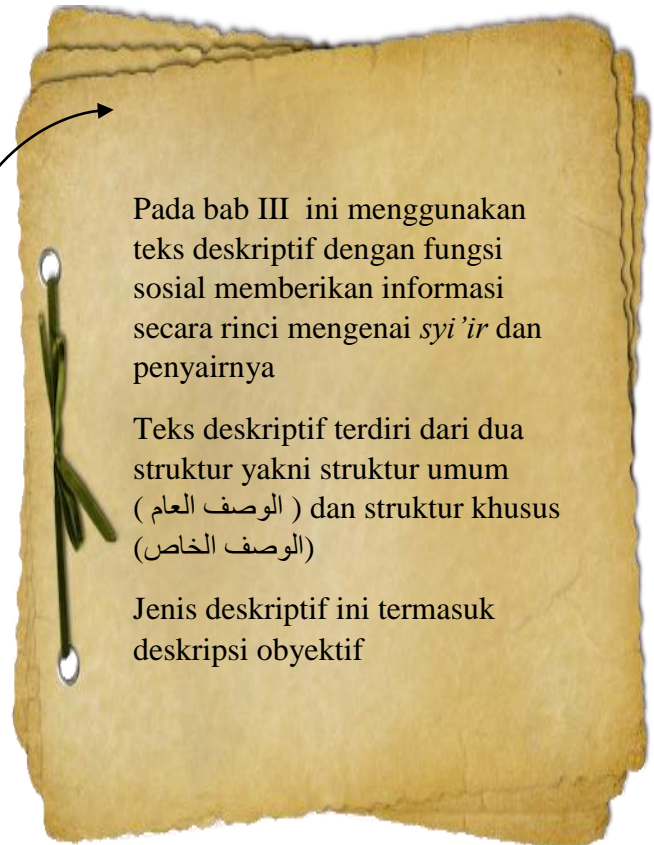 Pada bab III ini menggunakan
teks deskriptif dengan fungsi
sosial memberikan informasi
secara rinci mengenai syi’ir dan
penyairnya
Teks deskriptif terdiri dari dua
struktur yakni struktur umum
( الوصف العام ) dan struktur khusus
(الوصف الخاص)
Jenis deskriptif ini termasuk
deskripsi obyektif